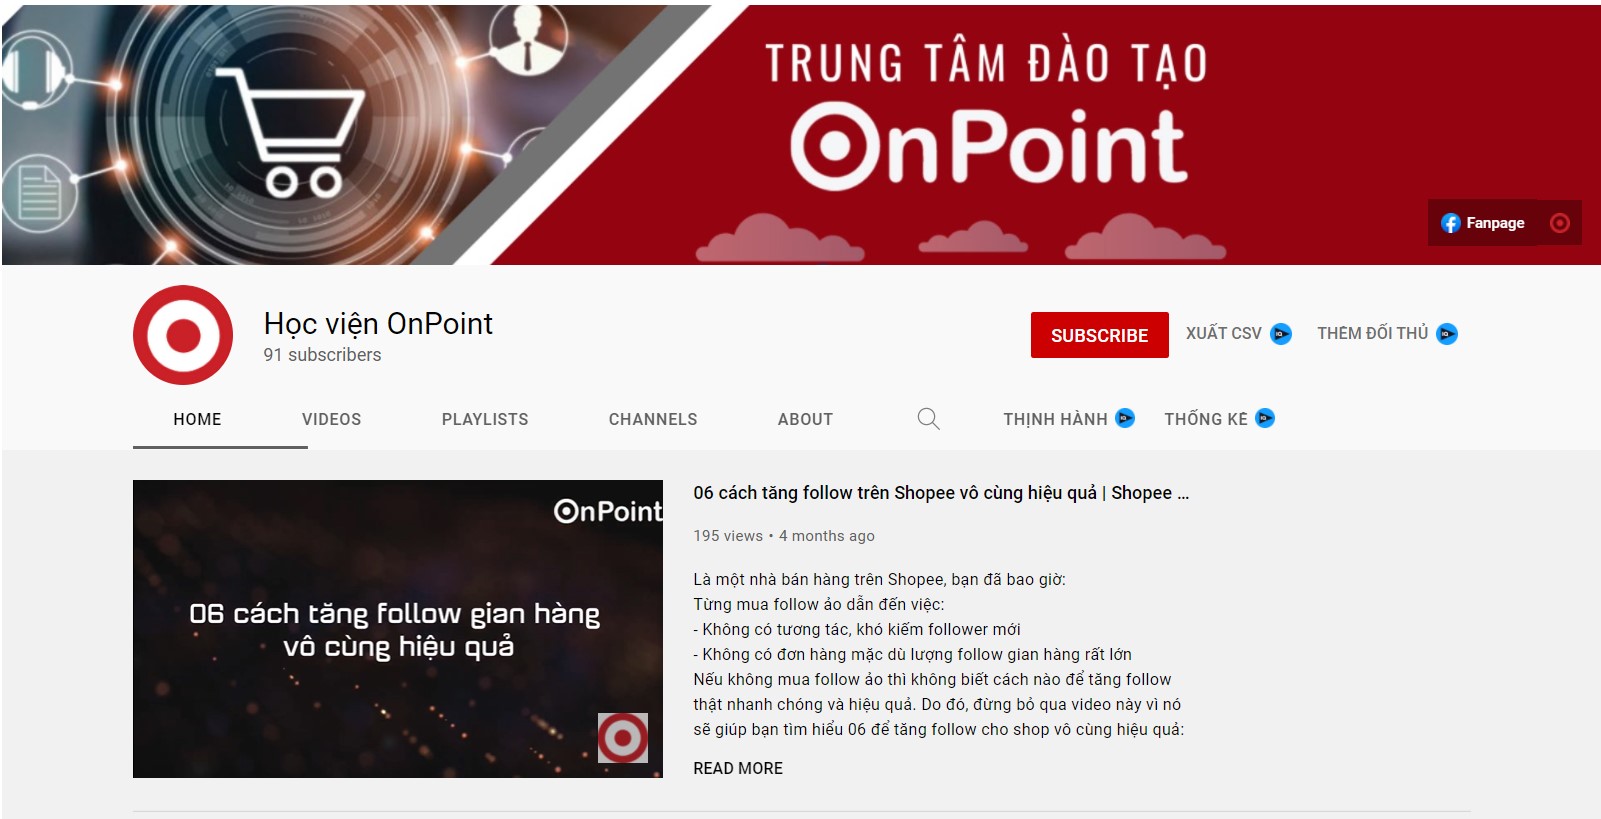 TRUNG TÂM ĐÀO TẠO
OnPoint
Fanpage
Học viện OnPoint
91 subscribers
SUBSCRIBE
XUẤT CSV
THÊM ĐỐI THỦ
HOME
VIDEOS
PLAYLISTS
CHANNELS
ABOUT
THỊNH HÀNH
THỐNG KÊ
OnPoint
06 cách tăng follow gian hàng
vô cùng hiệu quả
06 cách tăng follow trên Shopee vô cùng hiệu quả | Shopee ...
195 views • 4 months ago
Là một nhà bán hàng trên Shopee, bạn đã bao giờ:
Từng mua follow ảo dẫn đến việc:
- Không có tương tác, khó kiếm follower mới
- Không có đơn hàng mặc dù lượng follow gian hàng rất lớn
Nếu không mua follow ảo thì không biết cách nào để tăng follow
thật nhanh chóng và hiệu quả. Do đó, đừng bỏ qua video này vì nó
sẽ giúp bạn tìm hiểu 06 để tăng follow cho shop vô cùng hiệu quả:
READ MORE